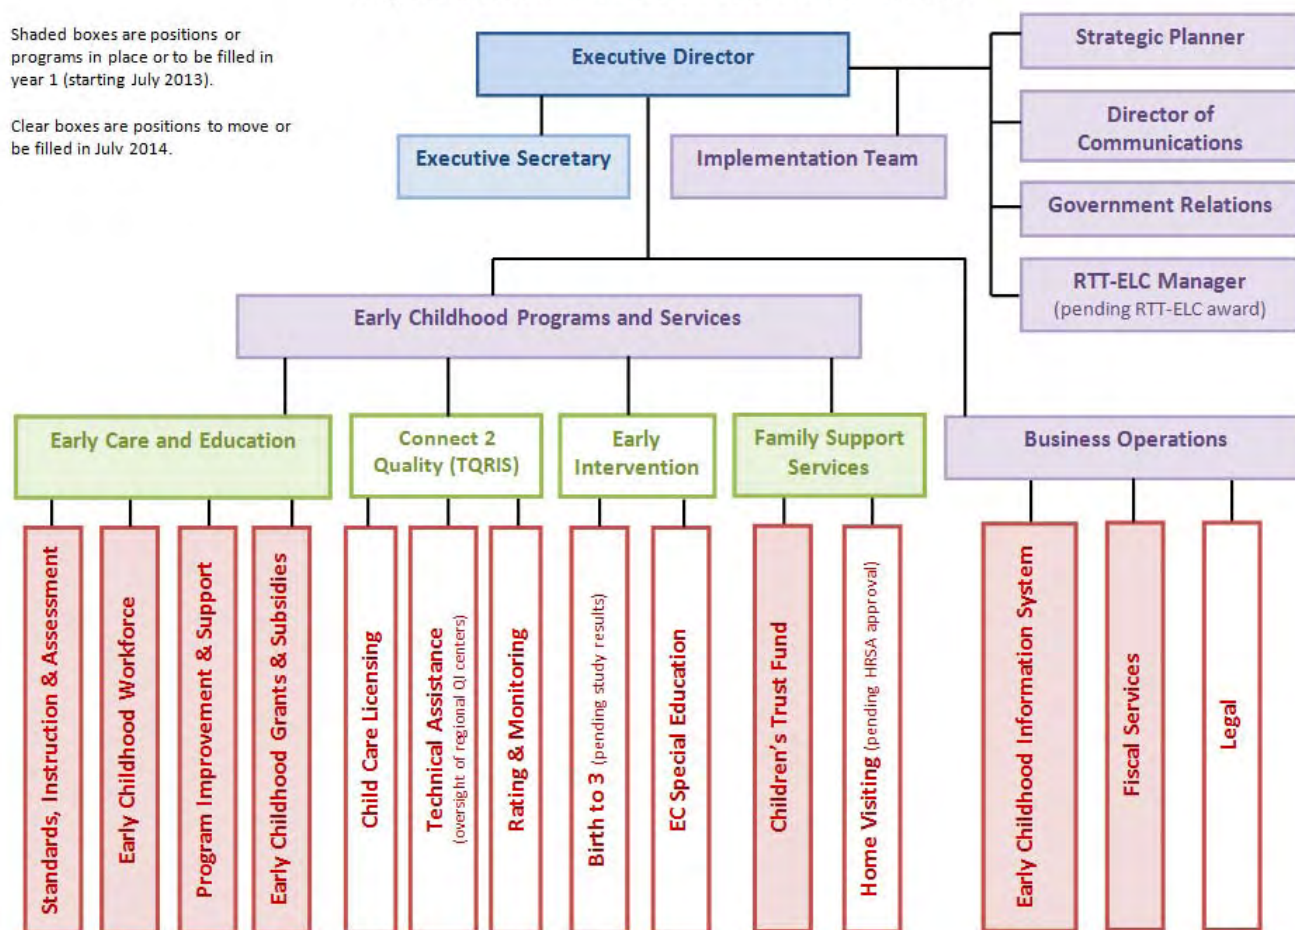 Shaded boxes are positions or
programs in place or to be filled in
year 1 (starting July 2013).
Clear boxes are positions to move or
be filled in July 2014.
Executive Director
Strategic Planner
Director of
Communications
Government Relations
RTT-ELC Manager
(pending RTT-ELC award)
Executive Secretary
Implementation Team
Early Childhood Programs and Services
Early Care and Education
Connect 2
Quality (TQRIS)
Early
Intervention
Family Support
Services
Business Operations
Standards, Instruction & Assessment
Early Childhood Workforce
Program Improvement & Support
Early Childhood Grants & Subsidies
Child Care Licensing
Technical Assistance
(oversight of regional QI centers)
Rating & Monitoring
Birth to 3 (pending study results)
EC Special Education
Children's Trust Fund
Home Visiting (pending HRSA approval)
Early Childhood Information System
Fiscal Services
Legal